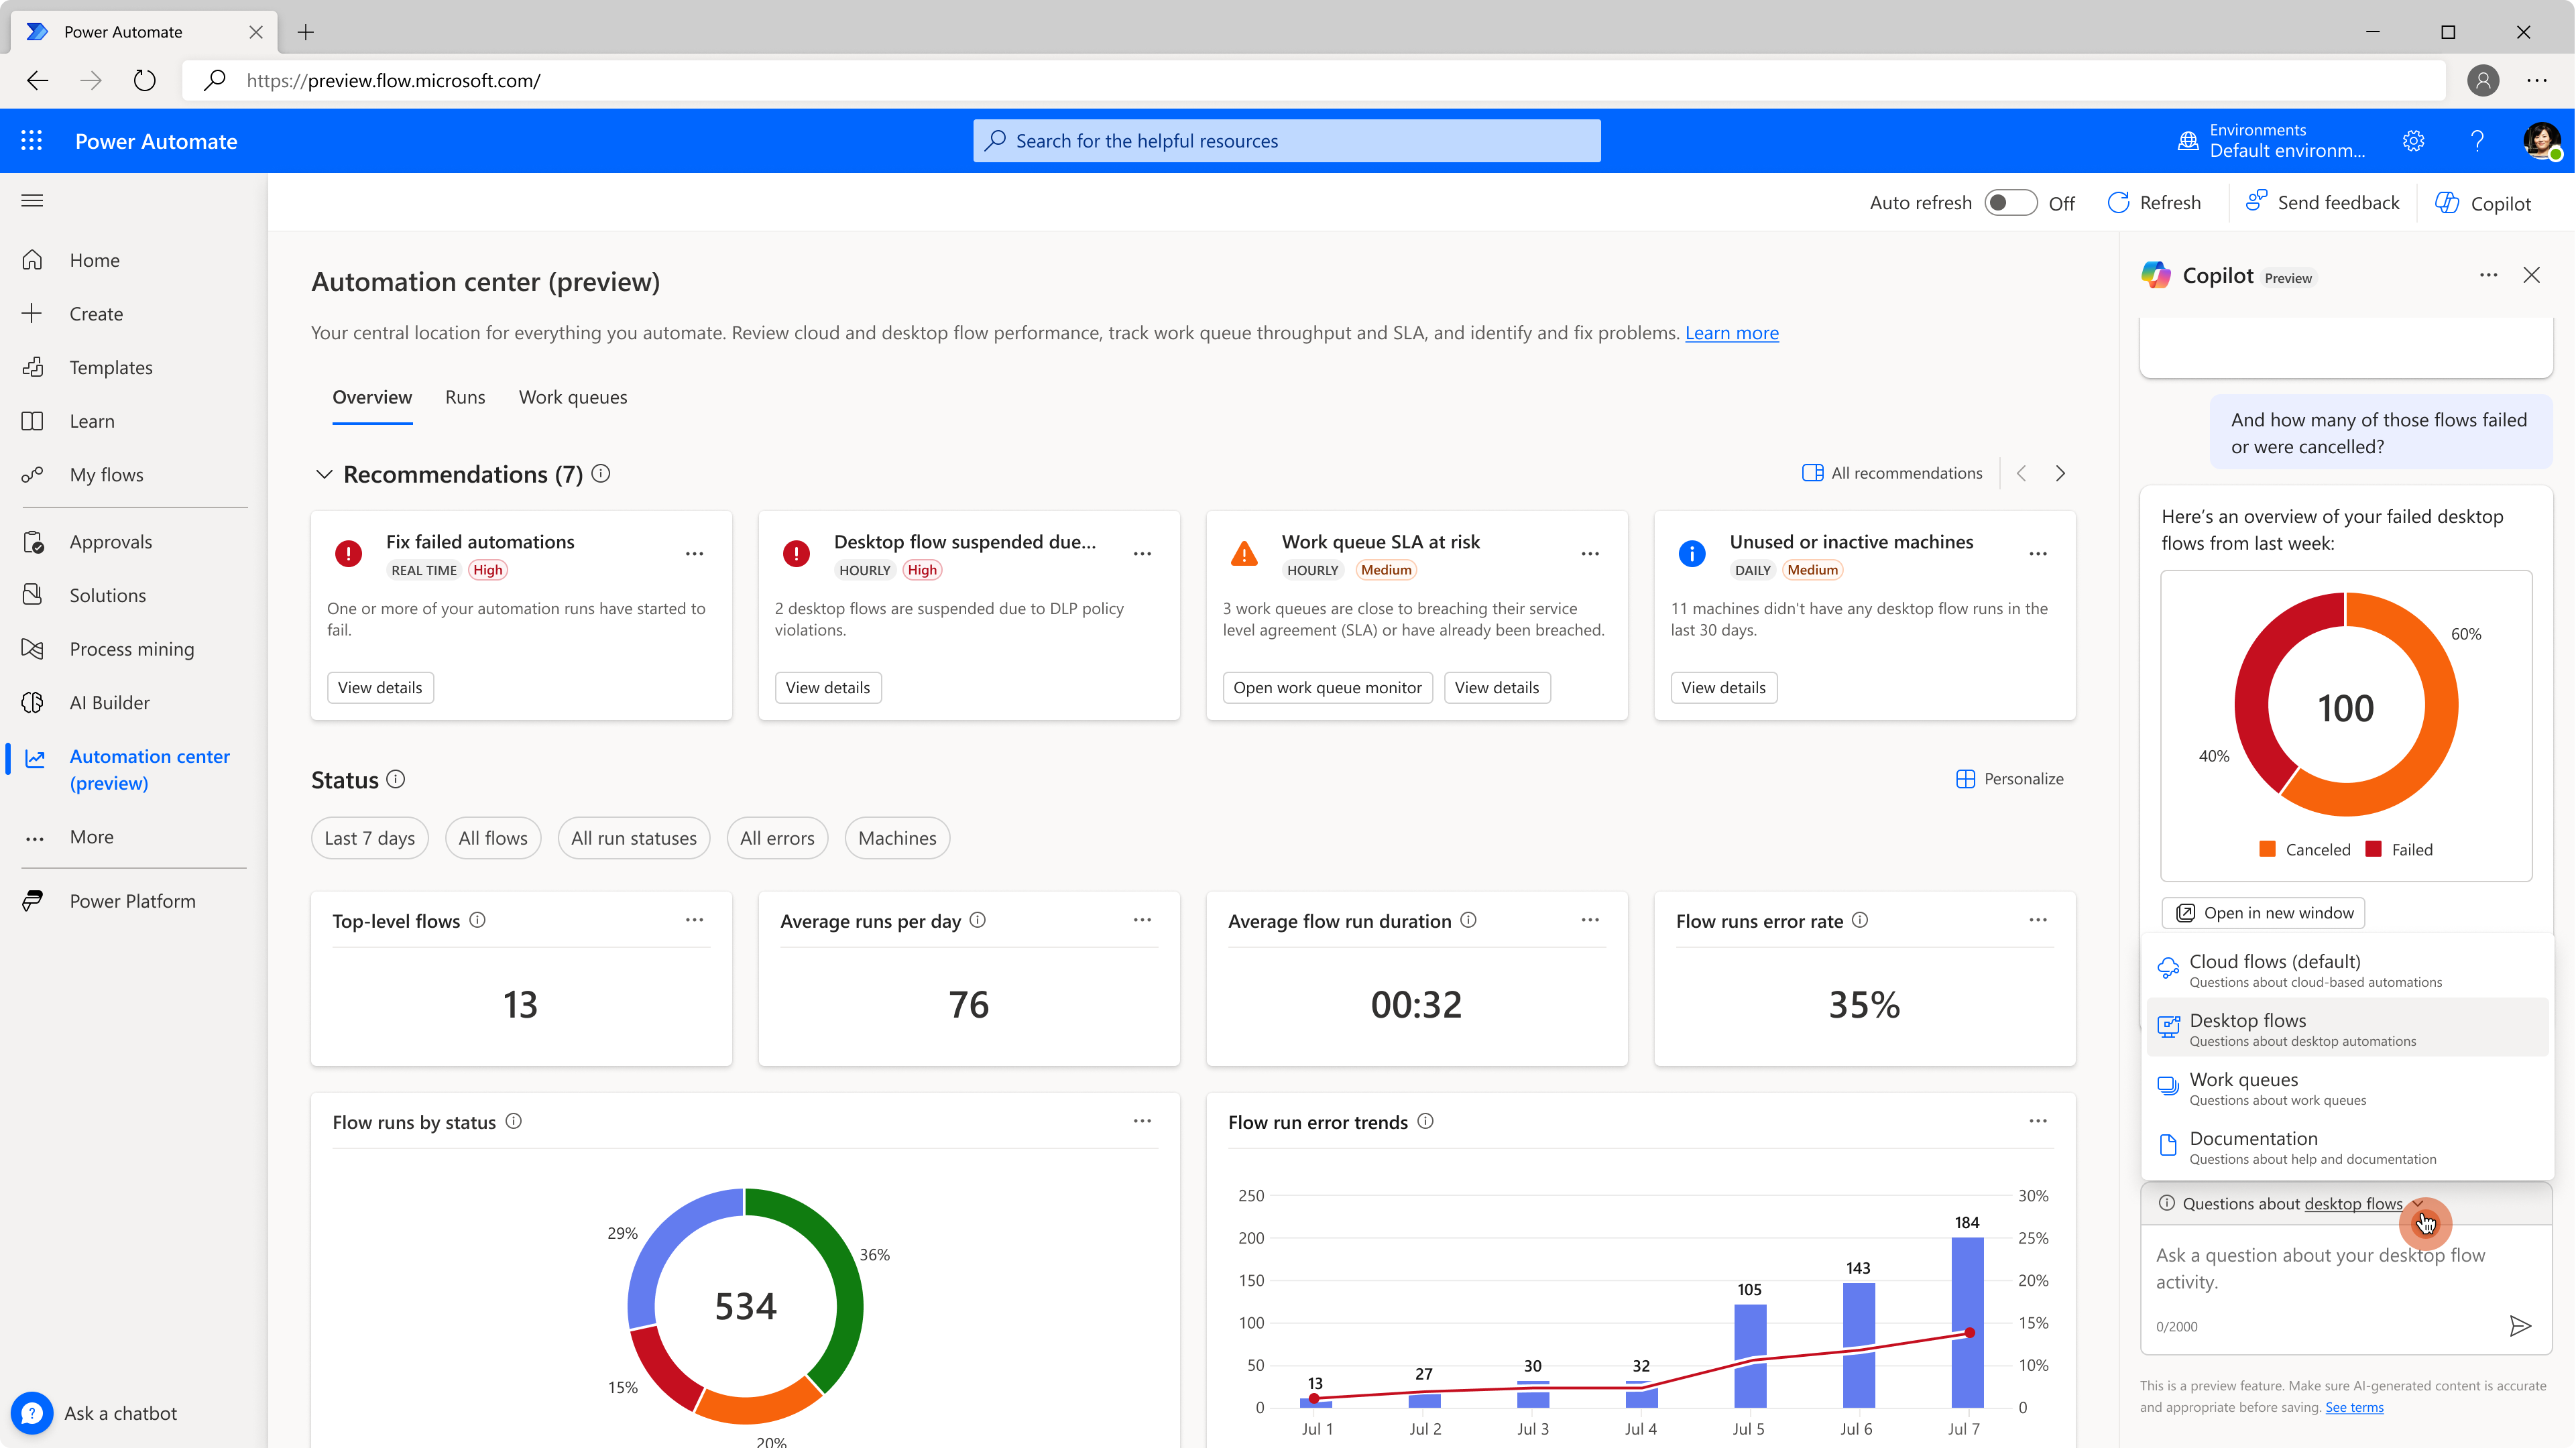 Power Automate
https://preview.flow.microsoft.com/
Power Automate
Search for the helpful resources
Environments
Default environm...
Auto refresh
Off
Refresh
Send feedback
Copilot
Home
Create
Templates
Learn
My flows
Approvals
Solutions
Process mining
AI Builder
Automation center
(preview)
More
Power Platform
Ask a chatbot
Automation center (preview)
Your central location for everything you automate. Review cloud and desktop flow performance, track work queue throughput and SLA, and identify and fix problems. Learn more
Overview
Runs
Work queues
Recommendations (7)
All recommendations
Fix failed automations
REAL TIME
High
One or more of your automation runs have started to
fail.
View details
Desktop flow suspended due...
HOURLY
High
2 desktop flows are suspended due to DLP policy
violations.
View details
Work queue SLA at risk
HOURLY
Medium
3 work queues are close to breaching their service
level agreement (SLA) or have already been breached.
Open work queue monitor
View details
Unused or inactive machines
DAILY
Medium
11 machines didn't have any desktop flow runs in the
last 30 days.
View details
Status
Personalize
Last 7 days
All flows
All run statuses
All errors
Machines
Top-level flows
13
Average runs per day
76
Average flow run duration
00:32
Flow runs error rate
35%
Flow runs by status
29%
36%
534
15%
20%
Flow run error trends
250
200
150
100
50
0
30%
25%
20%
15%
10%
0
13
27
30
32
105
143
184
Jul 1
Jul 2
Jul 3
Jul 4
Jul 5
Jul 6
Jul 7
Copilot
Preview
And how many of those flows failed
or were cancelled?
Here's an overview of your failed desktop
flows from last week:
60%
100
40%
Canceled
Failed
Open in new window
Cloud flows (default)
Questions about cloud-based automations
Desktop flows
Questions about desktop automations
Work queues
Questions about work queues
Documentation
Questions about help and documentation
Questions about desktop flows
Ask a question about your desktop flow
activity.
0/2000
This is a preview feature. Make sure AI-generated content is accurate
and appropriate before saving. See terms